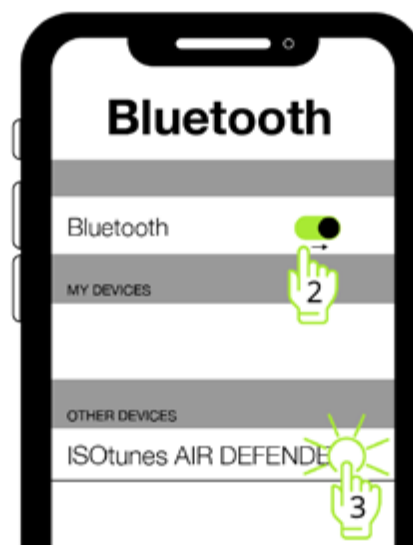 Bluetooth
Bluetooth
2
MY DEVICES
OTHER DEVICES
ISOtunes AIR DEFENDE
3